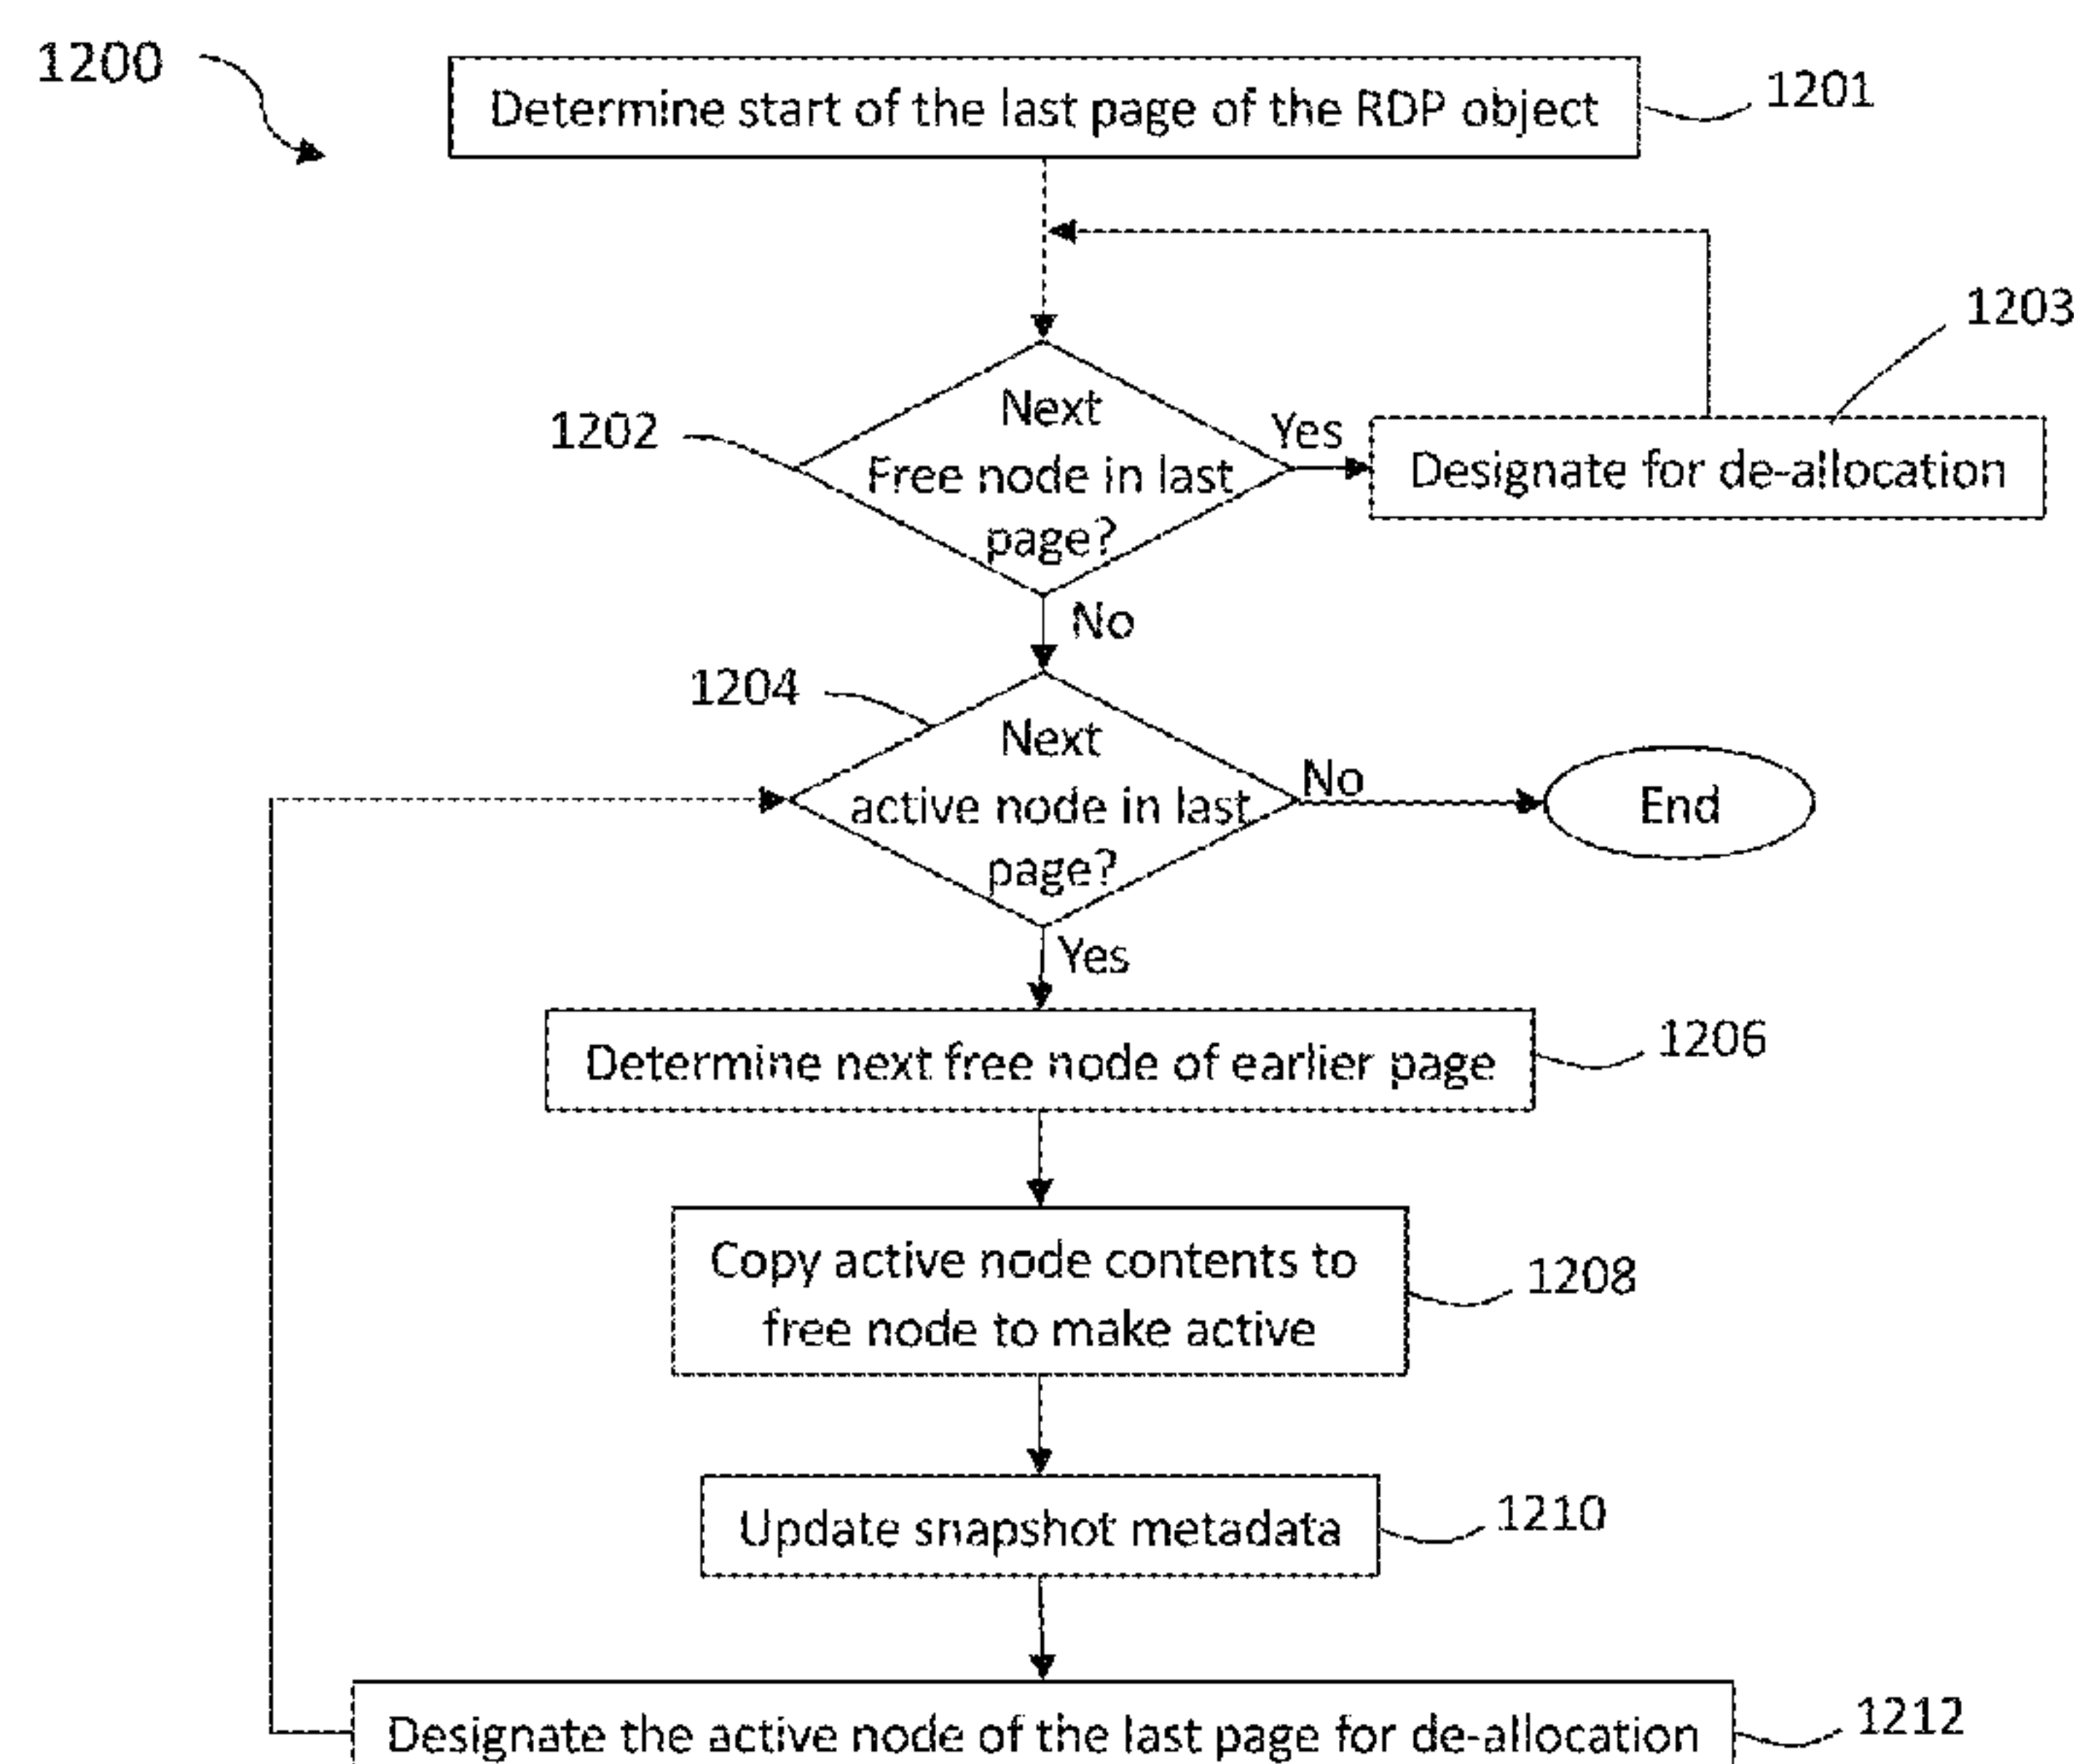 1200
Determine start of the last page of the RDP object
1201
1203
Next
Free node in last
page?
1202
Yes
Designate for de-allocation
No
1204
Next
active node in last
page?
No
End
Yes
Determine next free node of earlier page
1206
Copy active node contents to
free node to make active
1208
Update snapshot metadata
1210
Designate the active node of the last page for de-allocation
1212